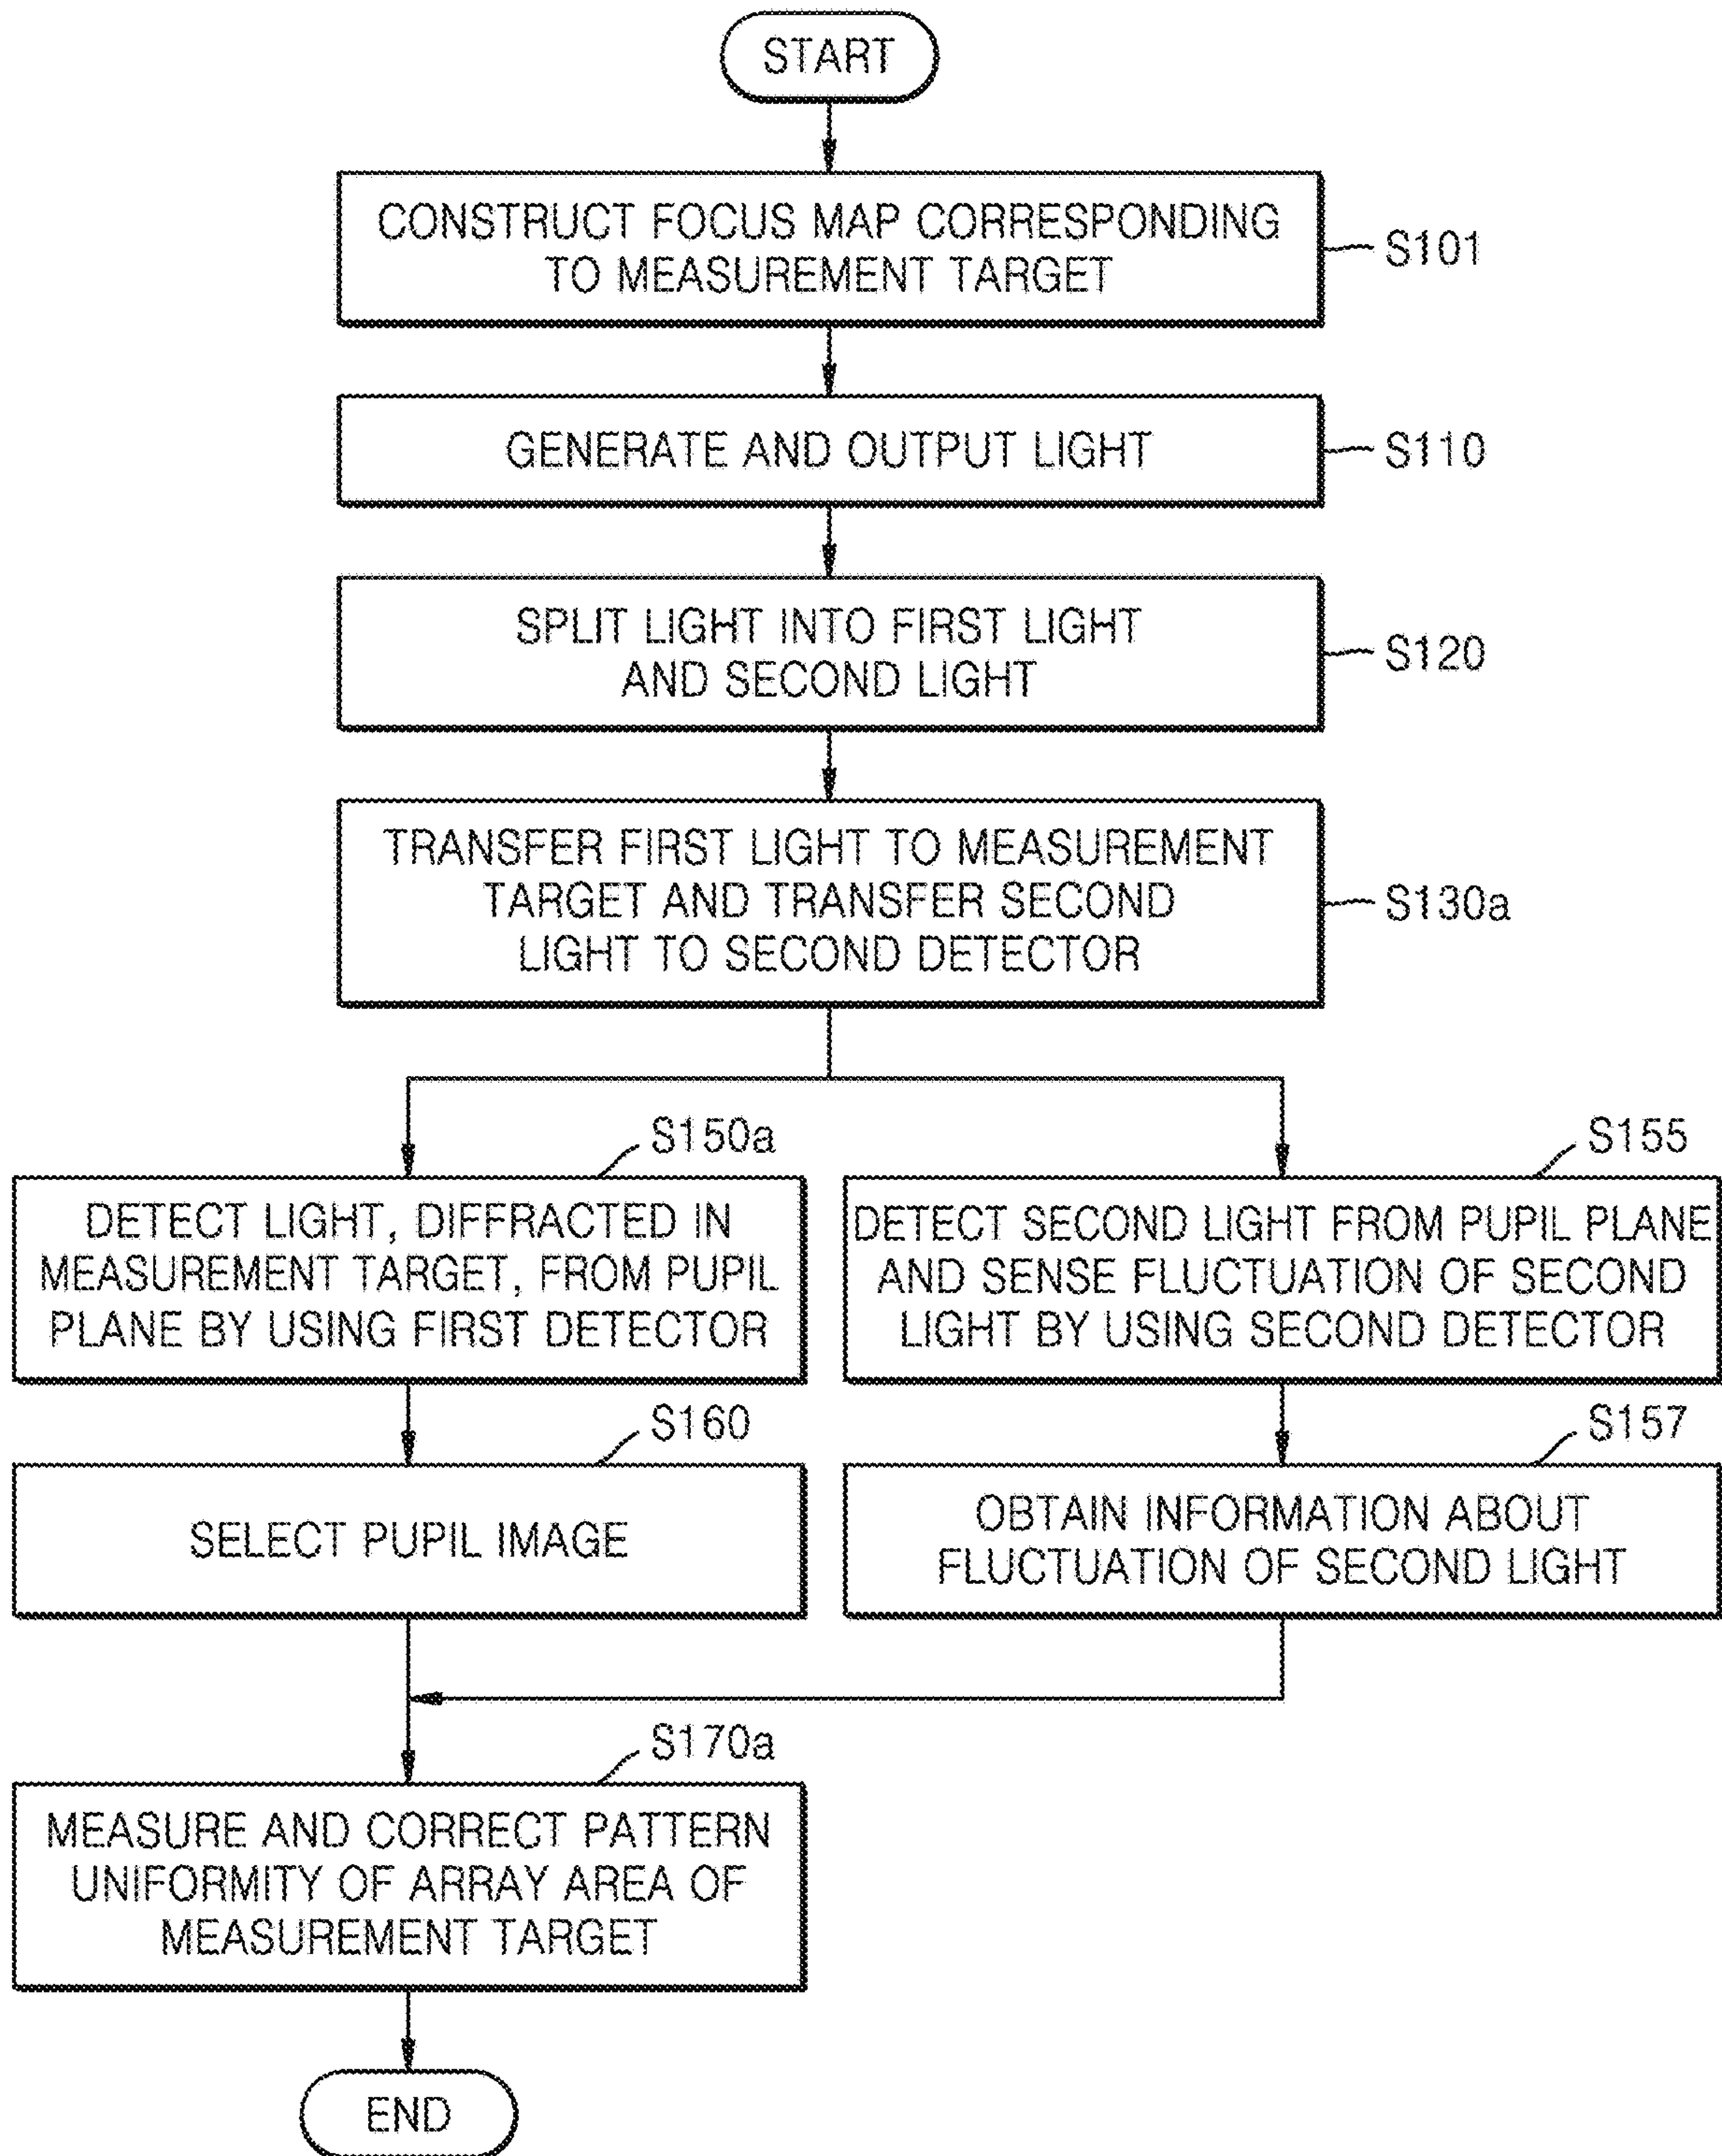 START
CONSTRUCT FOCUS MAP CORRESPONDING
TO MEASUREMENT TARGET
S101
GENERATE AND OUTPUT LIGHT
S110
SPLIT LIGHT INTO FIRST LIGHT
AND SECOND LIGHT
S120
TRANSFER FIRST LIGHT TO MEASUREMENT
TARGET AND TRANSFER SECOND
LIGHT TO SECOND DETECTOR
S130a
S150a
DETECT LIGHT, DIFFRACTED IN
MEASUREMENT TARGET, FROM PUPIL
PLANE BY USING FIRST DETECTOR
S155
DETECT SECOND LIGHT FROM PUPIL PLANE
AND SENSE FLUCTUATION OF SECOND
LIGHT BY USING SECOND DETECTOR
S160
SELECT PUPIL IMAGE
S157
OBTAIN INFORMATION ABOUT
FLUCTUATION OF SECOND LIGHT
S170a
MEASURE AND CORRECT PATTERN
UNIFORMITY OF ARRAY AREA OF
MEASUREMENT TARGET
END